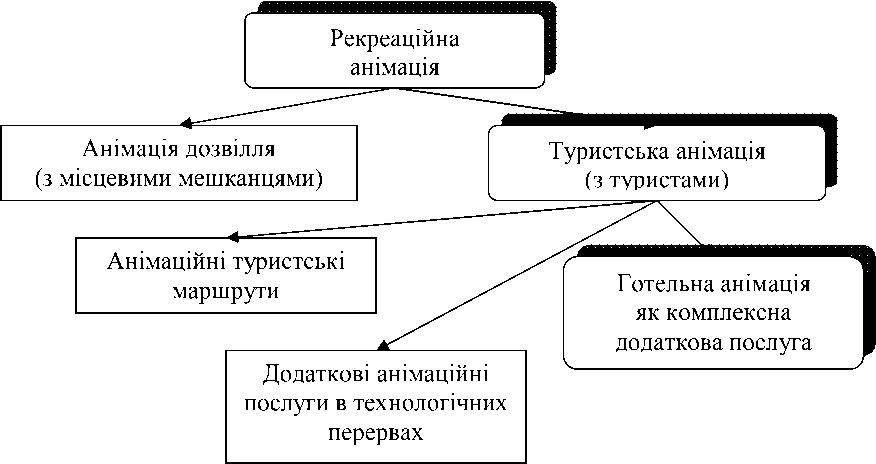 Рекреаційна
анімація
Анімація дозвілля
(з місцевими мешканцями)
Туристська анімація
(з туристами)
Анімаційні туристські
маршрути
Готельна анімація
як комплексна
додаткова послуга
Додаткові анімаційні
послуги в технологічних
перервах